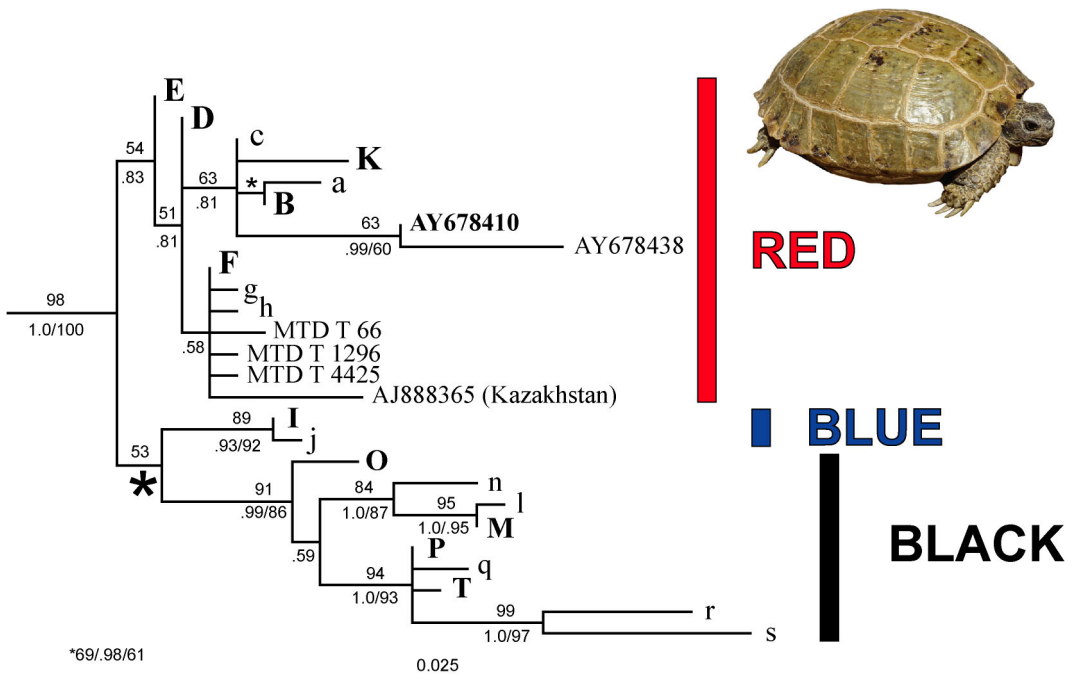 E
D
c
54
K
63
*
a
.83
B
.81
51
63
AY678410
.81
.99/60
AY678438
RED
F
g
98
h
1.0/100
MTD T 66
.58
MTD T 1296
MTD T 4425
AJ888365 (Kazakhstan)
89
I
BLUE
.93/92
j
53
O
*
91
84
n
.99/86
1.0/87
95
l
1.0/.95
M
BLACK
.59
P
94
q
1.0/93
T
99
r
1.0/97
s
*69/.98/61
0.025